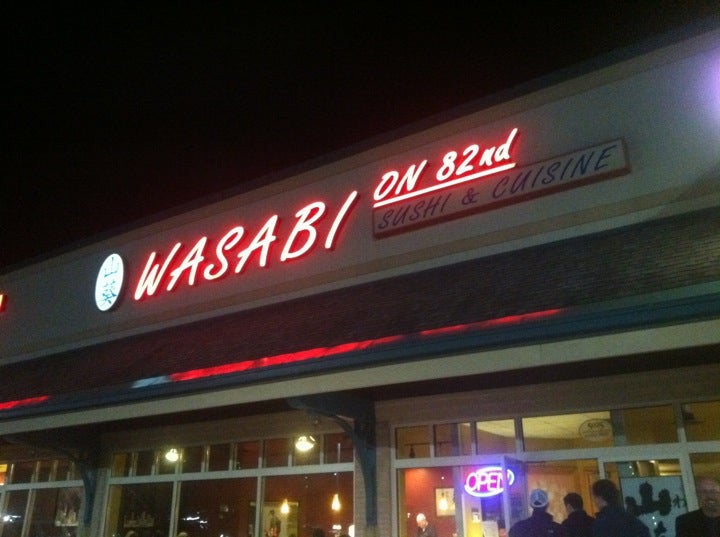 WASABI
ON 82nd
SUSHI & CUISINE
OPEN